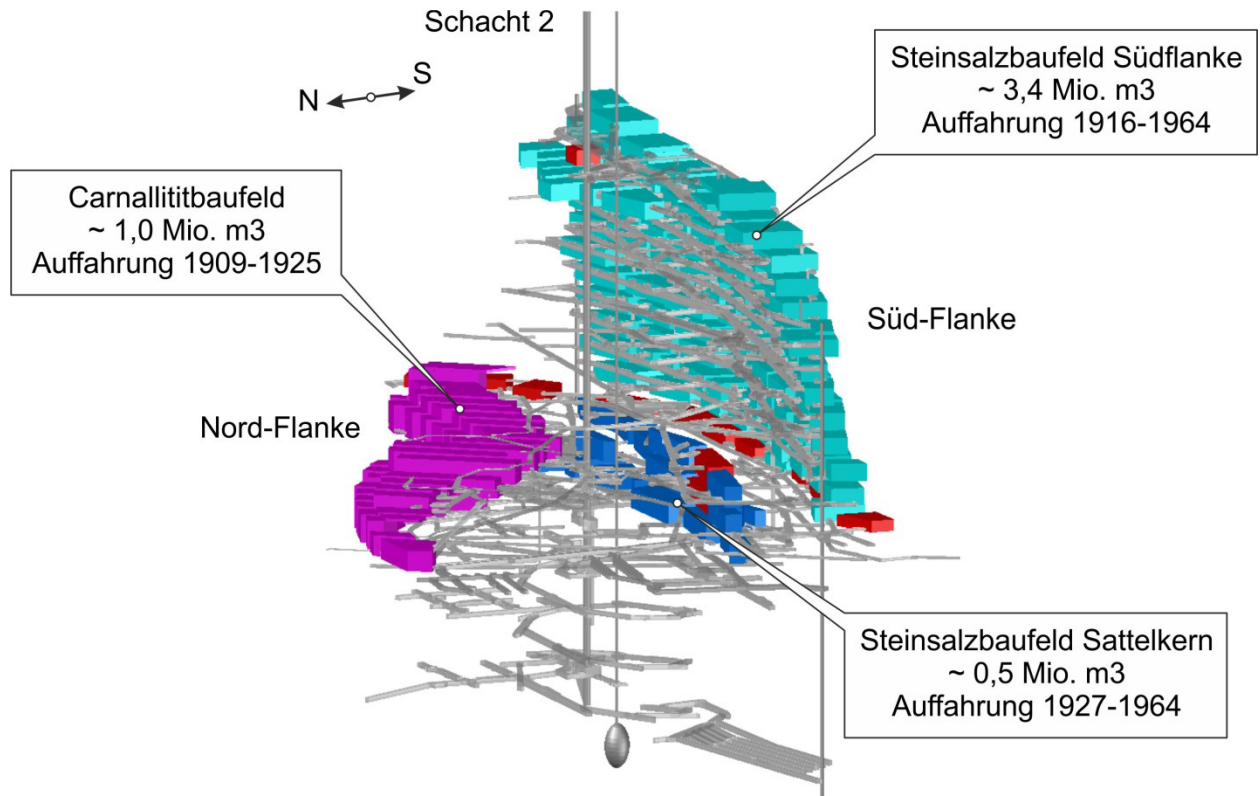 Schacht 2
N
S
Steinsalzbaufeld Südflanke
~ 3,4 Mio. m3
Auffahrung 1916-1964
Carnallititbaufeld
~ 1,0 Mio. m3
Auffahrung 1909-1925
Süd-Flanke
Nord-Flanke
Steinsalzbaufeld Sattelkern
~ 0,5 Mio. m3
Auffahrung 1927-1964